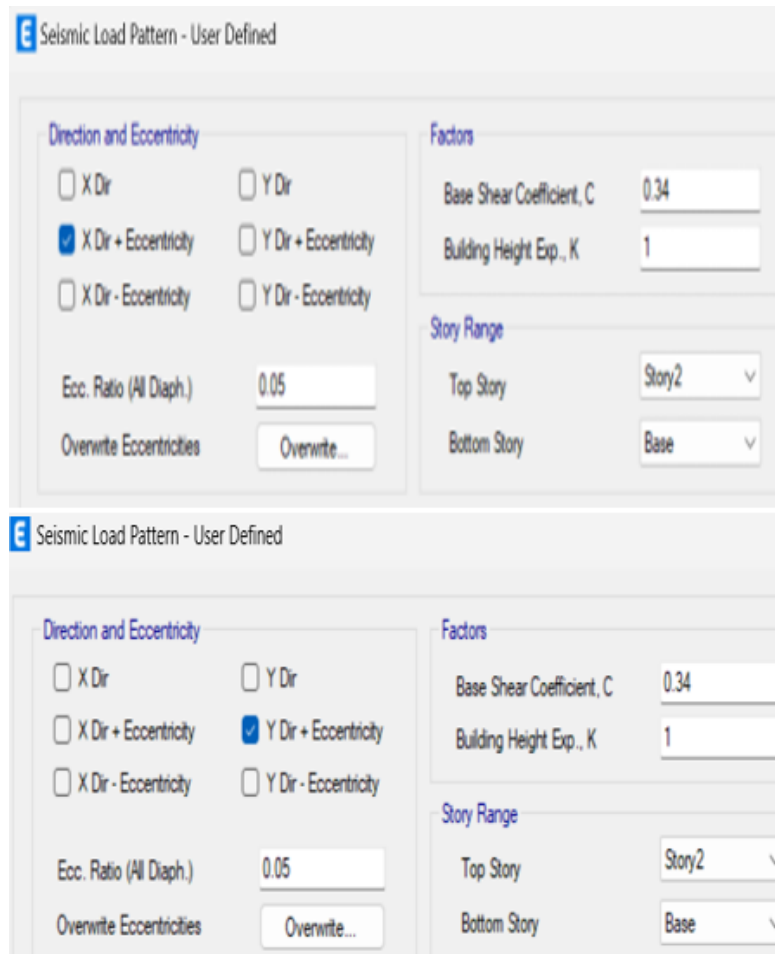 Seismic Load Pattern - User Defined
Direction and Eccentricity
X Dir
Y Dir
X Dir + Eccentricity
Y Dir + Eccentricity
X Dir - Eccentricity
Y Dir - Eccentricity
Ecc. Ratio (All Diaph.)
0.05
Overwrite Eccentricities
Overwrite...
Factors
Base Shear Coefficient, C
0.34
Building Height Exp., K
1
Story Range
Top Story
Story2
Bottom Story
Base
Seismic Load Pattern - User Defined
Direction and Eccentricity
X Dir
Y Dir
X Dir + Eccentricity
Y Dir + Eccentricity
X Dir - Eccentricity
Y Dir - Eccentricity
Ecc. Ratio (All Diaph.)
0.05
Overwrite Eccentricities
Overwrite...
Factors
Base Shear Coefficient, C
0.34
Building Height Exp., K
1
Story Range
Top Story
Story2
Bottom Story
Base